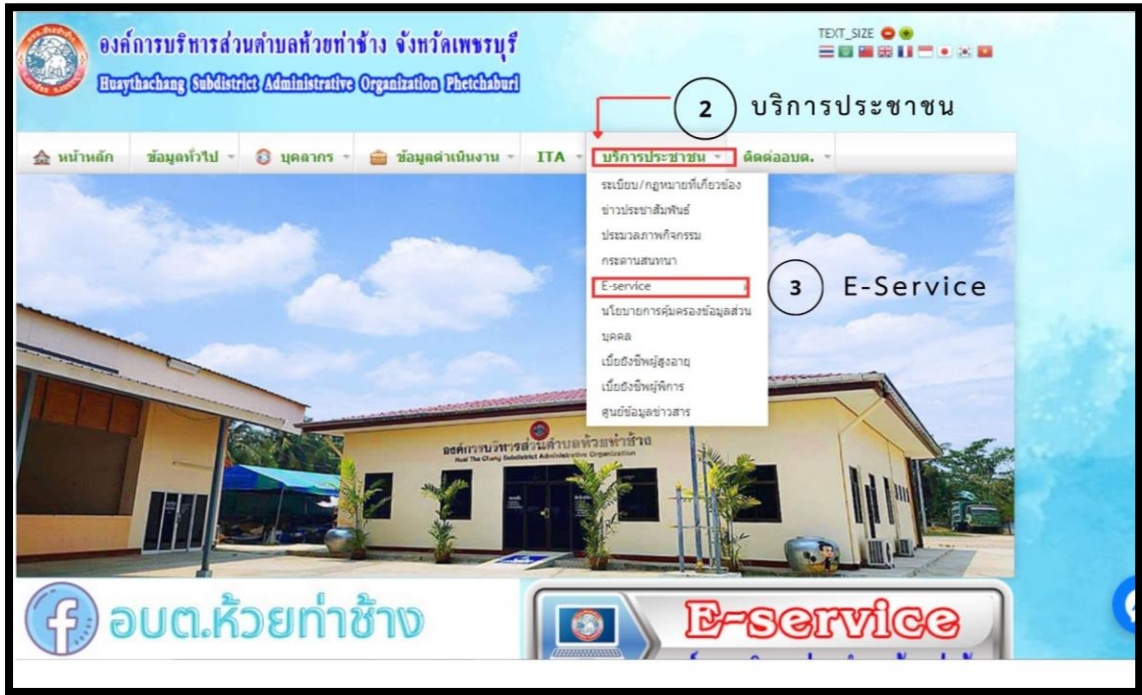 องค์การบริหารส่วนตำบลห้วยท่าช้าง จังหวัดเพชรบุรี
Huaythachang Subdistrict Administrative Organization Phetchaburi
TEXT_SIZE
2 บริการประชาชน
หน้าหลัก ข้อมูลทั่วไป บุคลากร ข้อมูลดำเนินงาน ITA บริการประชาชน ติดต่ออบต.
ระเบียบ/กฎหมายที่เกี่ยวข้อง
ข่าวประชาสัมพันธ์
ประมวลภาพกิจกรรม
กระดานสนทนา
E-service
3 E-Service
นโยบายการคุ้มครองข้อมูลส่วน
บุคคล
เบี้ยยังชีพผู้สูงอายุ
เบี้ยยังชีพผู้พิการ
ศูนย์ข้อมูลข่าวสาร
องค์การบริหารส่วนตำบลห้วยท่าช้าง
Huai Tha Chang Subdistrict Administrative Organization
อบต.ห้วยท่าช้าง
E-service